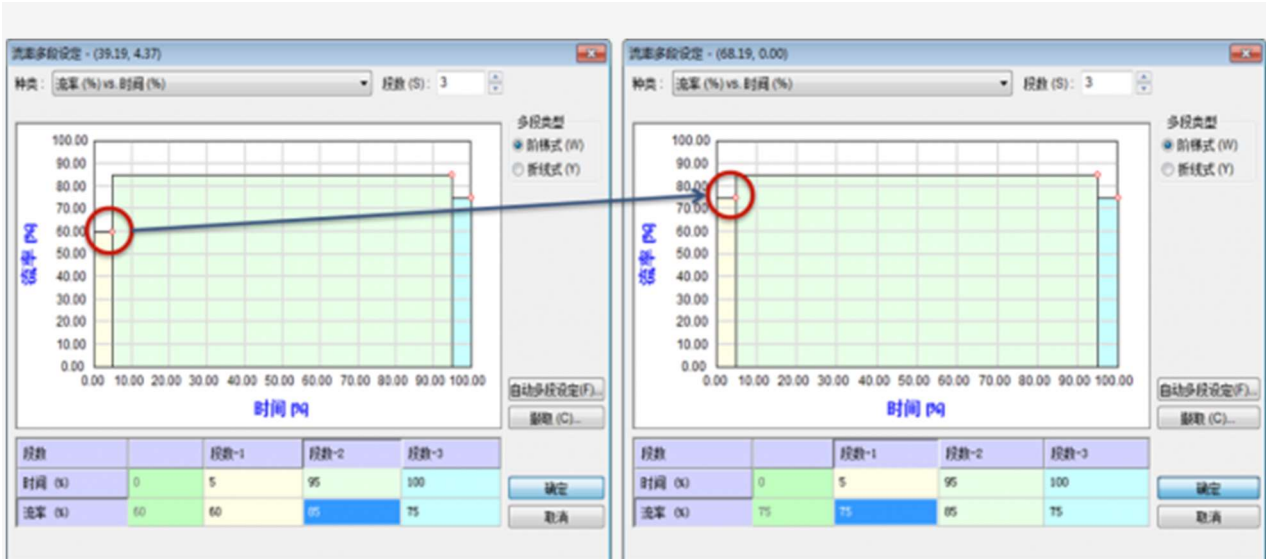 流率多段设定 - (39.19, 4.37)
种类： 流率 (%) vs. 时间 (%) 段数 (S)： 3
多段类型
阶梯式 (W)
折线式 (Y)
100.00
90.00
80.00
70.00
60.00
50.00
40.00
30.00
20.00
10.00
0.00
流率 [%]
0.00 10.00 20.00 30.00 40.00 50.00 60.00 70.00 80.00 90.00 100.00
时间 [%]
自动多段设定(F)...
撷取 (C)...
段数 段数-1 段数-2 段数-3
时间 (%) 0 5 95 100
流率 (%) 60 60 85 75
确定
取消
流率多段设定 - (68.19, 0.00)
种类： 流率 (%) vs. 时间 (%) 段数 (S)： 3
多段类型
阶梯式 (W)
折线式 (Y)
100.00
90.00
80.00
70.00
60.00
50.00
40.00
30.00
20.00
10.00
0.00
流率 [%]
0.00 10.00 20.00 30.00 40.00 50.00 60.00 70.00 80.00 90.00 100.00
时间 [%]
自动多段设定(F)...
撷取 (C)...
段数 段数-1 段数-2 段数-3
时间 (%) 0 5 95 100
流率 (%) 75 75 85 75
确定
取消